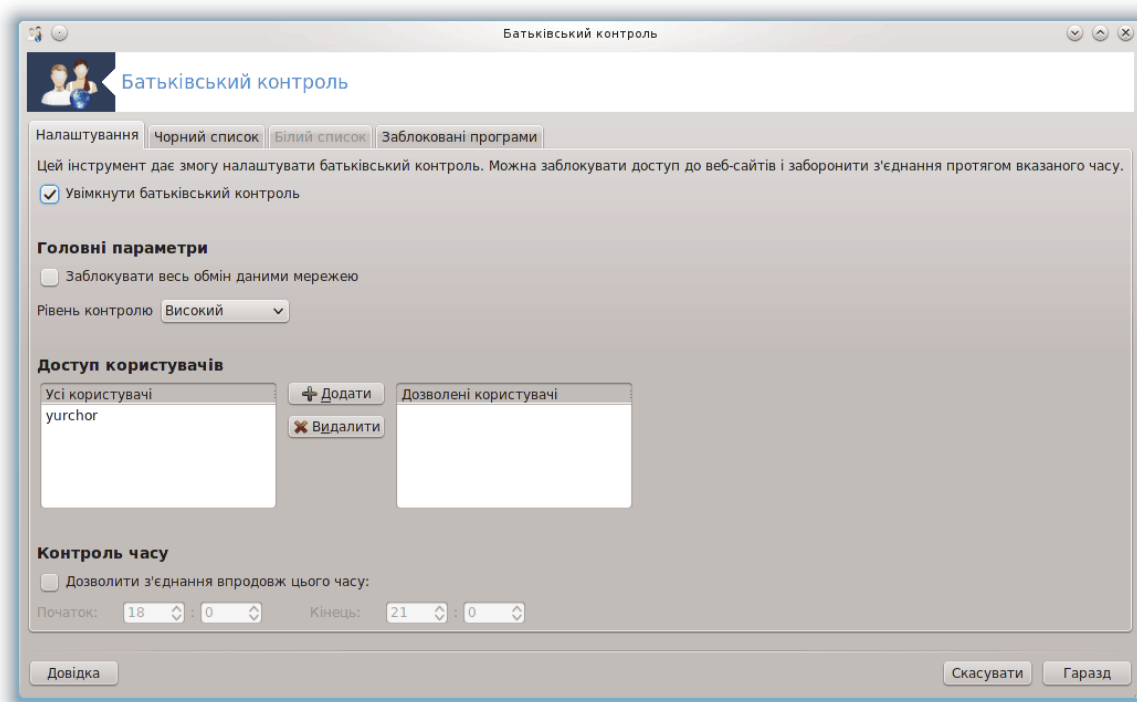 Батьківський контроль
Батьківський контроль
Налаштування Чорний список Білий список Заблоковані програми
Цей інструмент дає змогу налаштувати батьківський контроль. Можна заблокувати доступ до веб-сайтів і заборонити з'єднання протягом вказаного часу.
Увімкнути батьківський контроль
Головні параметри
Заблокувати весь обмін даними мережею
Рівень контролю Високий
Доступ користувачів
Усі користувачі Додати Дозволені користувачі
yurchor Видалити
Контроль часу
Дозволити з'єднання впродовж цього часу:
Початок: 18 : 0 Кінець: 21 : 0
Довідка Скасувати Гаразд